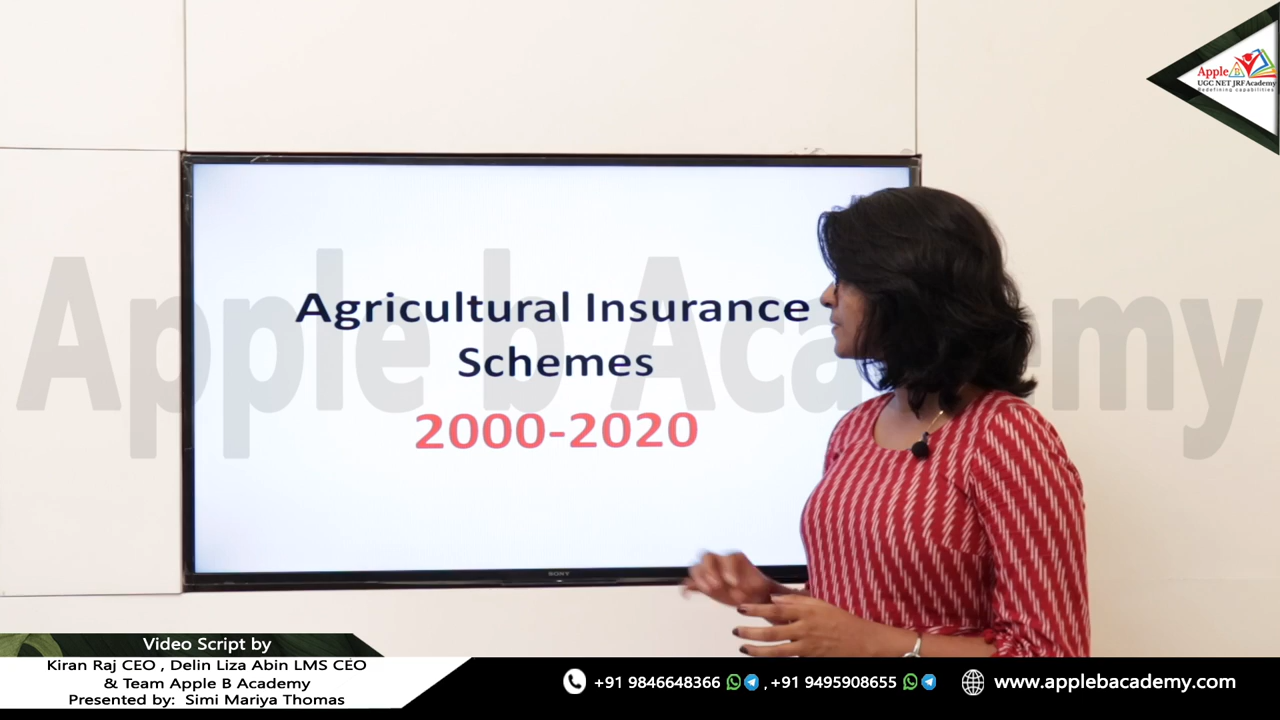 Apple B
UGC NET JRF Academy
Redefining capabilities
Apple b Academy
Agricultural Insurance
Schemes
2000-2020
SONY
Video Script by
Kiran Raj CEO , Delin Liza Abin LMS CEO
& Team Apple B Academy
Presented by: Simi Mariya Thomas
+91 9846648366 , +91 9495908655
www.applebacademy.com